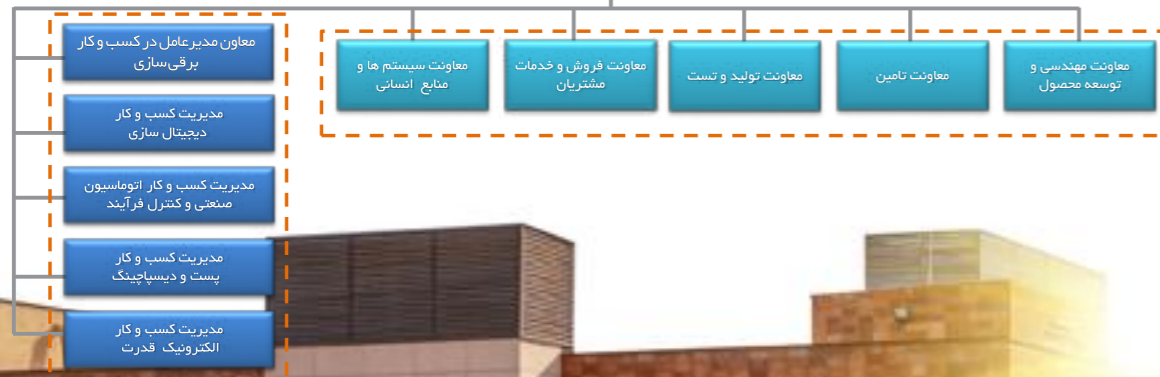 معاونت مهندسی و
توسعه محصول
معاونت تامین
معاونت تولید و تست
معاونت فروش و خدمات
مشتریان
معاونت سیستم ها و
منابع انسانی
معاون مدیرعامل در کسب و کار
برقی‌سازی
مدیریت کسب و کار
دیجیتال سازی
مدیریت کسب و کار اتوماسیون
صنعتی و کنترل فرآیند
مدیریت کسب و کار
پست و دیسپاچینگ
مدیریت کسب و کار
الکترونیک قدرت